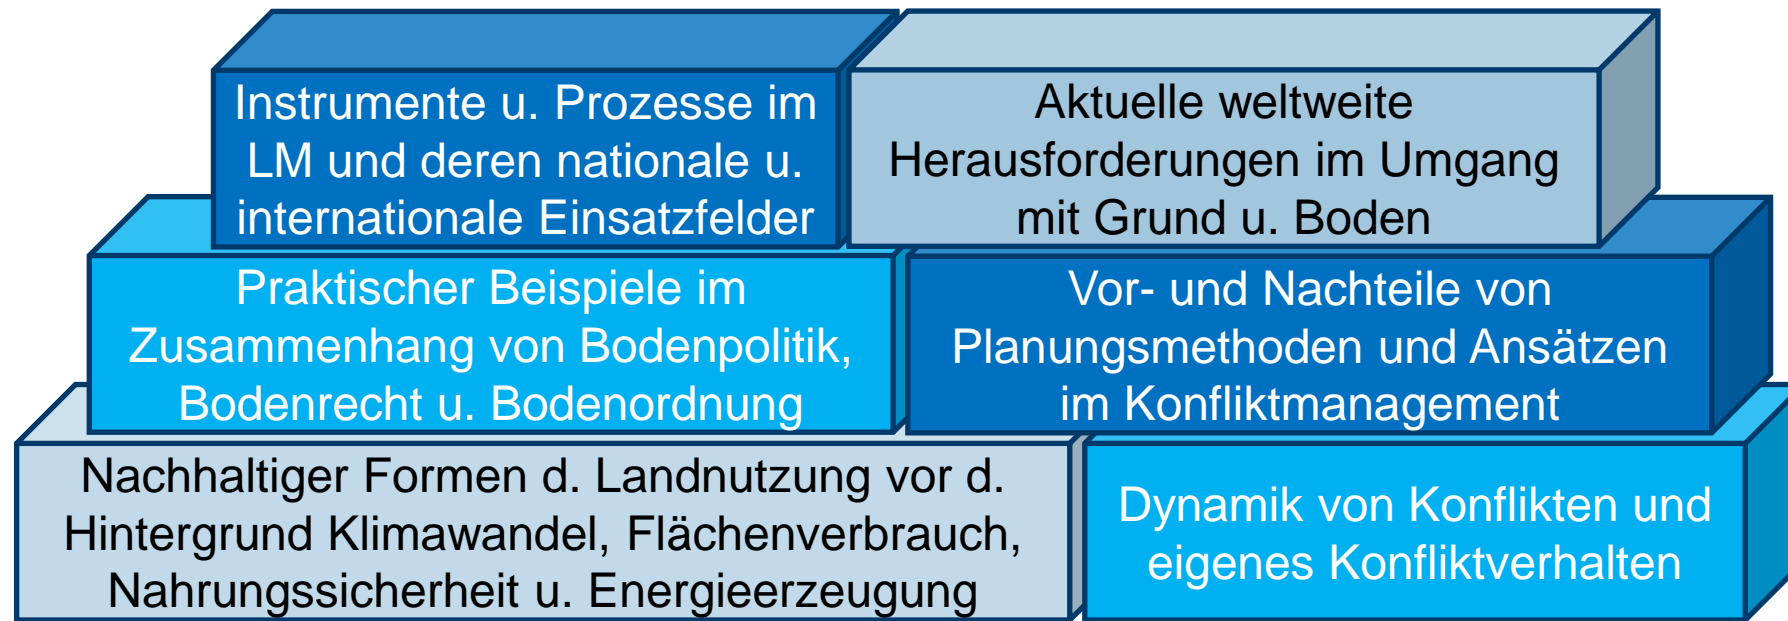 Instrumente u. Prozesse im
LM und deren nationale u.
internationale Einsatzfelder
Aktuelle weltweite
Herausforderungen im Umgang
mit Grund u. Boden
Praktischer Beispiele im
Zusammenhang von Bodenpolitik,
Bodenrecht u. Bodenordnung
Vor- und Nachteile von
Planungsmethoden und Ansätzen
im Konfliktmanagement
Nachhaltiger Formen d. Landnutzung vor d.
Hintergrund Klimawandel, Flächenverbrauch,
Nahrungssicherheit u. Energieerzeugung
Dynamik von Konflikten und
eigenes Konfliktverhalten